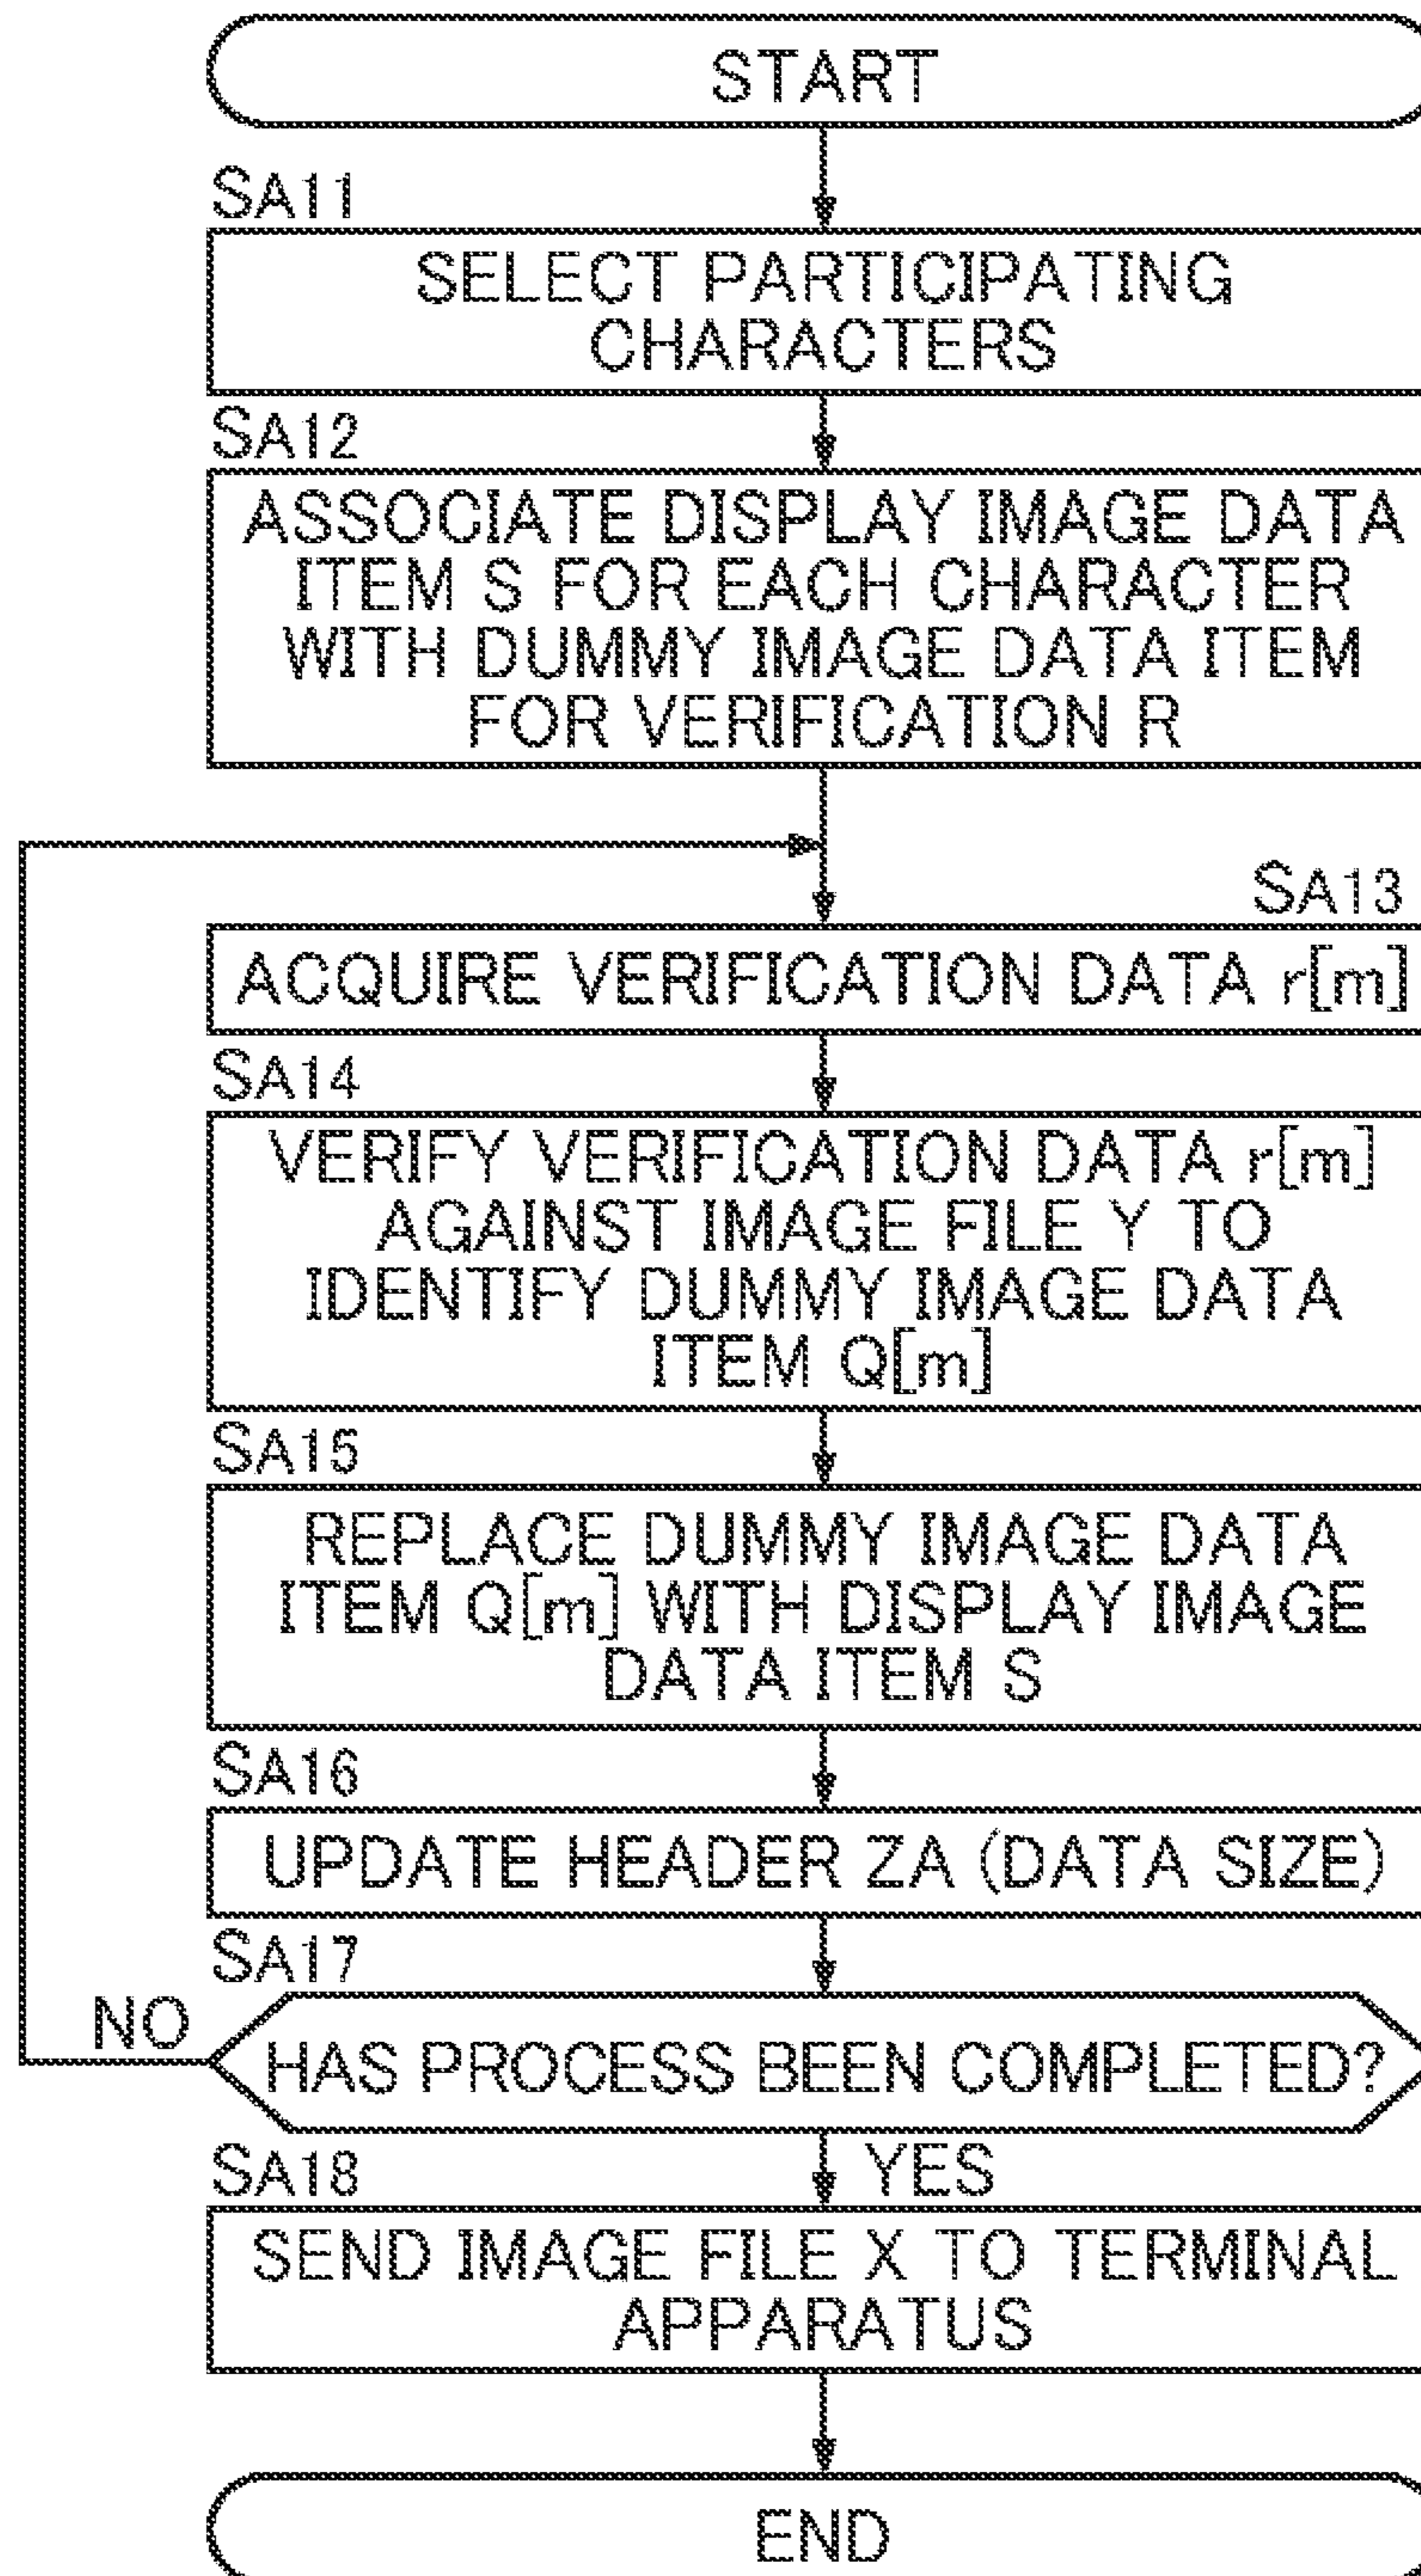 START
SA11
SELECT PARTICIPATING
CHARACTERS
SA12
ASSOCIATE DISPLAY IMAGE DATA
ITEM S FOR EACH CHARACTER
WITH DUMMY IMAGE DATA ITEM
FOR VERIFICATION R
SA13
ACQUIRE VERIFICATION DATA r[m]
SA14
VERIFY VERIFICATION DATA r[m]
AGAINST IMAGE FILE Y TO
IDENTIFY DUMMY IMAGE DATA
ITEM Q[m]
SA15
REPLACE DUMMY IMAGE DATA
ITEM Q[m] WITH DISPLAY IMAGE
DATA ITEM S
SA16
UPDATE HEADER ZA (DATA SIZE)
SA17
NO
HAS PROCESS BEEN COMPLETED?
YES
SA18
SEND IMAGE FILE X TO TERMINAL
APPARATUS
END